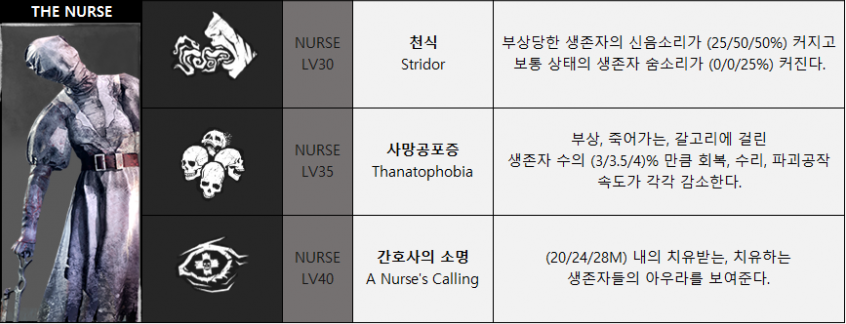 THE NURSE
NURSE
LV30
천식
Stridor
부상당한 생존자의 신음소리가 (25/50/50%) 커지고
보통 상태의 생존자 숨소리가 (0/0/25%) 커진다.
NURSE
LV35
사망공포증
Thanatophobia
부상, 죽어가는, 갈고리에 걸린
생존자 수의 (3/3.5/4)% 만큼 회복, 수리, 파괴공작
속도가 각각 감소한다.
NURSE
LV40
간호사의 소명
A Nurse's Calling
(20/24/28M) 내의 치유받는, 치유하는
생존자들의 아우라를 보여준다.